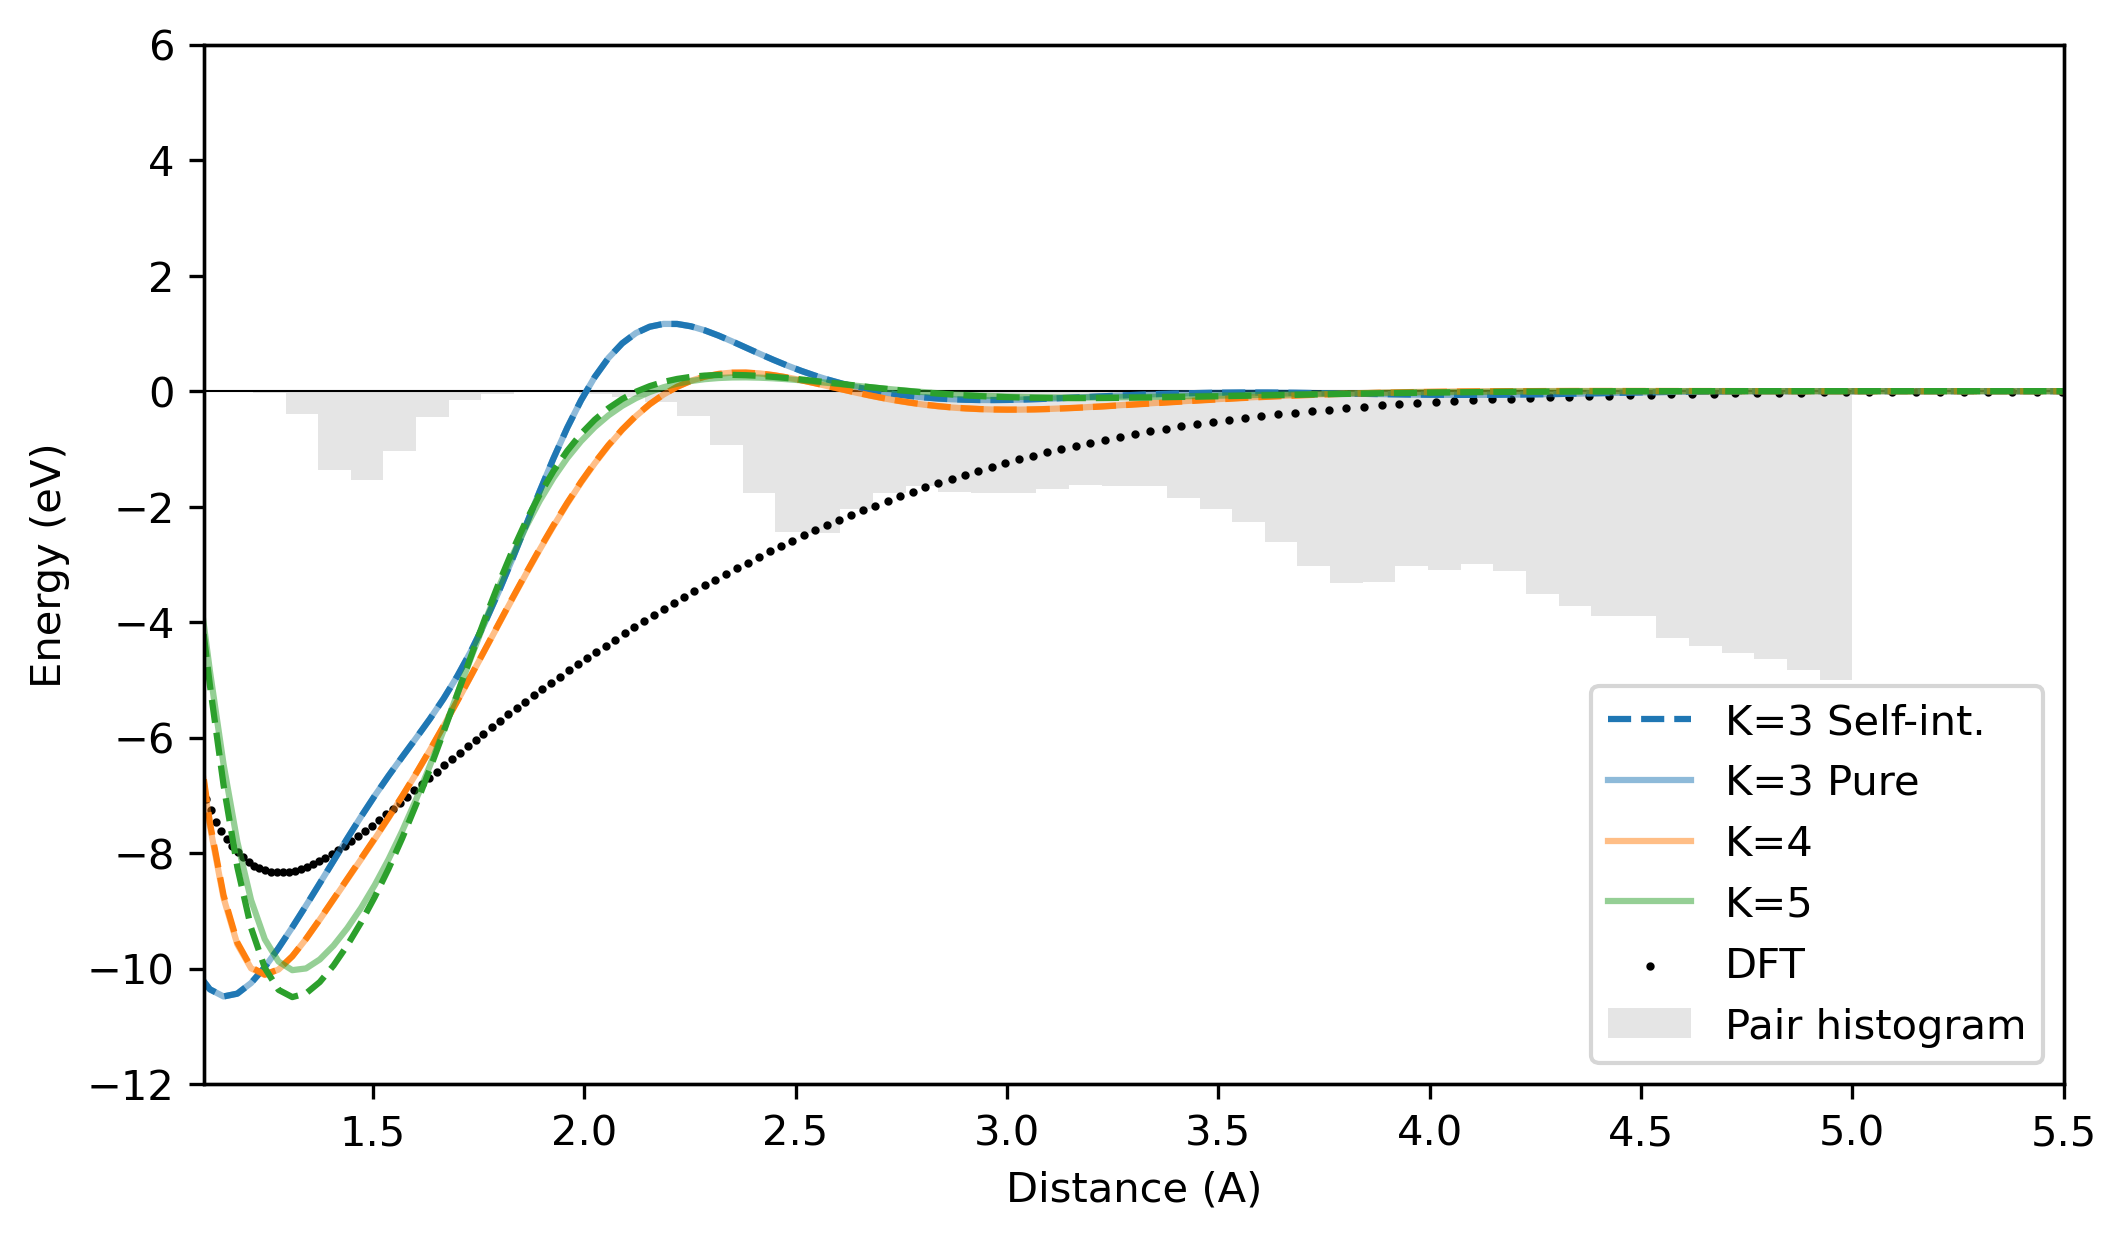 6
4
2
0
−2
−4
−6
−8
−10
−12
Energy (eV)
1.5 2.0 2.5 3.0 3.5 4.0 4.5 5.0 5.5
Distance (A)
K=3 Self-int.
K=3 Pure
K=4
K=5
DFT
Pair histogram